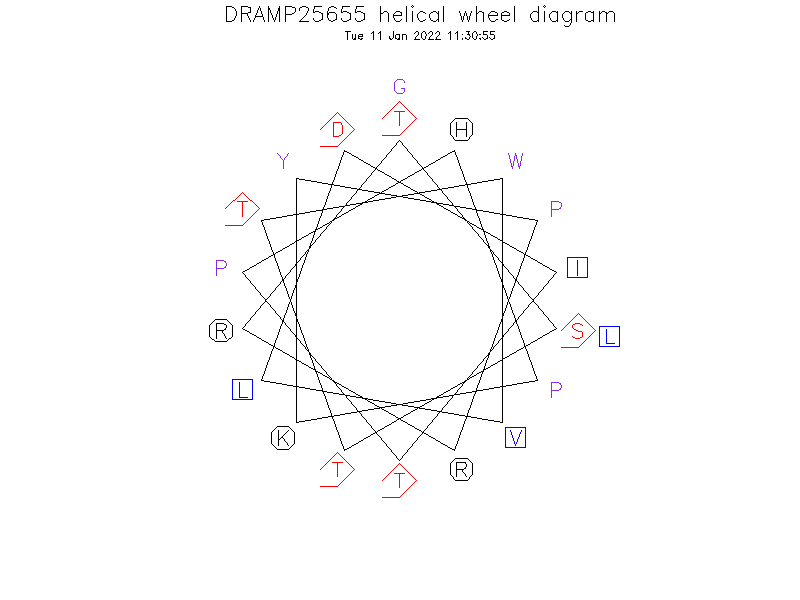 DRAMP25655 helical wheel diagram
Tue 11 Jan 2022 11:30:55
G
D T H
Y W
T P
P I
R S L
L P
K V
T T R